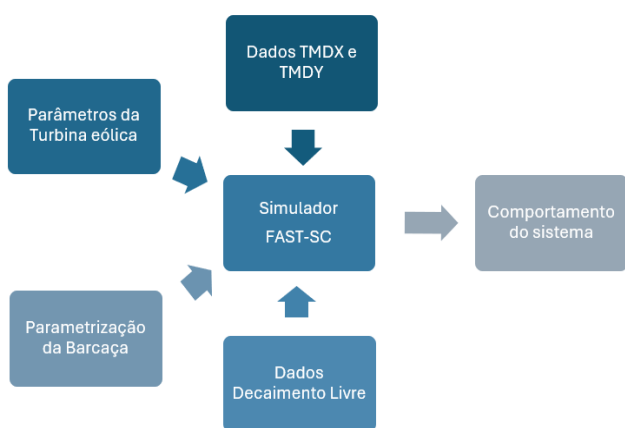 Dados TMDX e
TMDY
Parâmetros da
Turbina eólica
Simulador
FAST-SC
Comportamento
do sistema
Parametrização
da Barcaça
Dados
Decaimento Livre